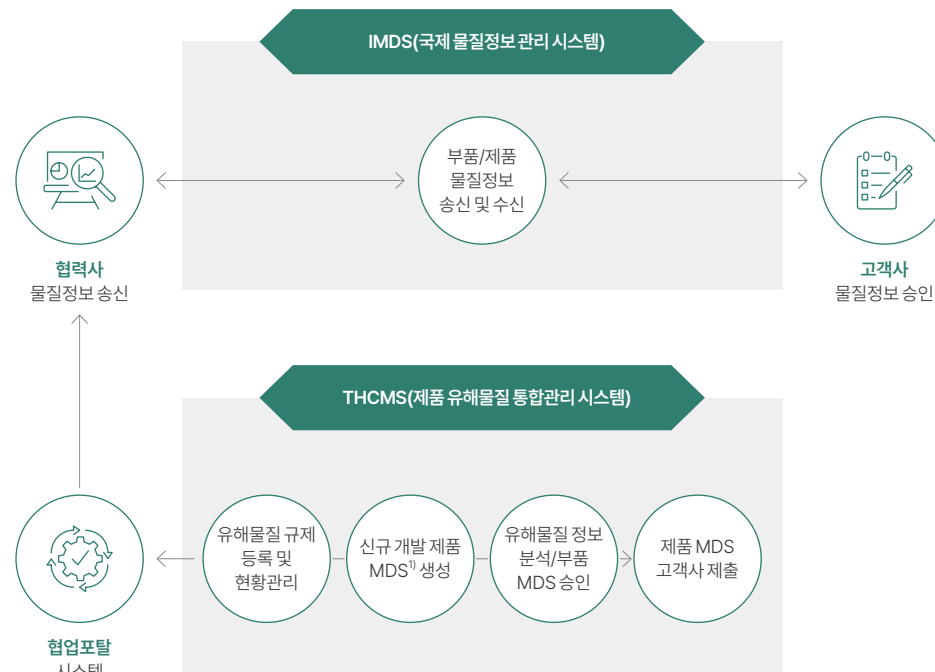 IMDS(국제 물질정보 관리 시스템)
부품/제품
물질정보
송신 및 수신
협력사
물질정보 송신
고객사
물질정보 승인
THCMS(제품 유해물질 통합관리 시스템)
유해물질 규제
등록 및
현황관리
신규 개발 제품
MDS¹⁾ 생성
유해물질 정보
분석/부품
MDS 승인
제품 MDS
고객사 제출
협업포탈
시스템